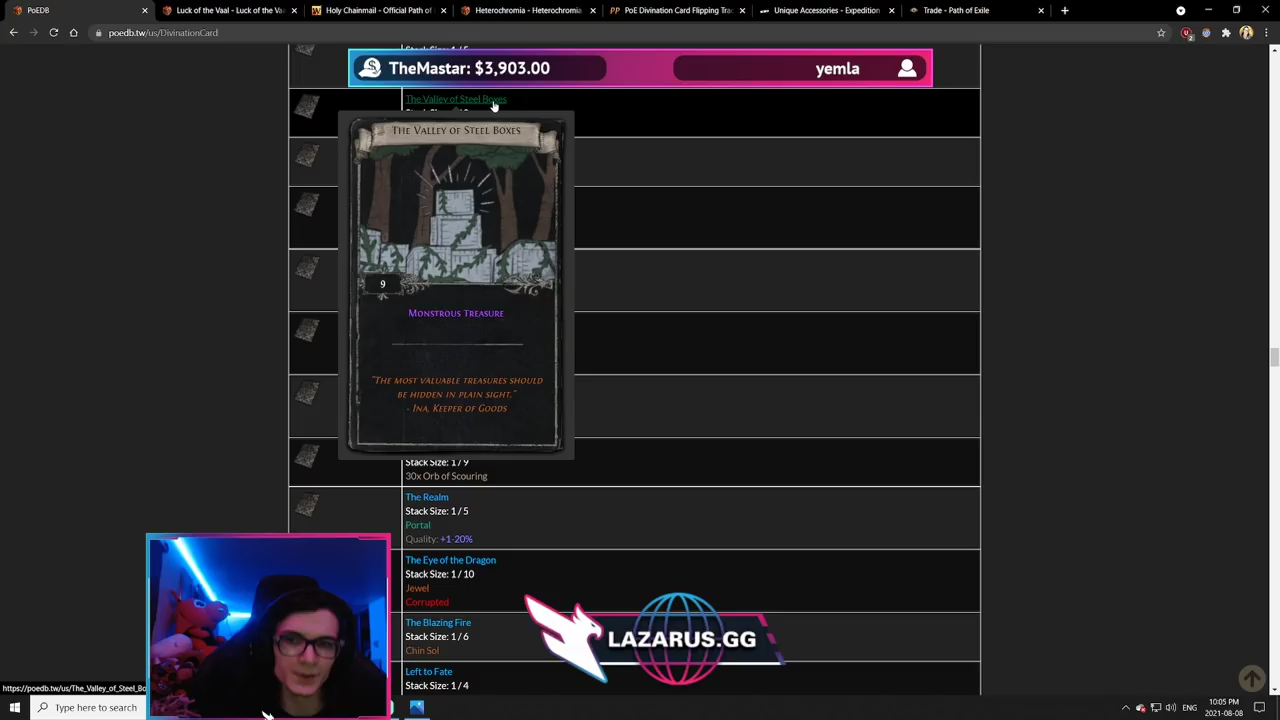 PoEDB
Luck of the Vaal - Luck of the Va
Holy Chainmail - Official Path of
Heterochromia - Heterochromia
PoE Divination Card Flipping Trac
Unique Accessories - Expedition
Trade - Path of Exile
poedb.tw/us/DivinationCard
TheMastar: $3,903.00
yemla
The Valley of Steel Boxes
The Valley of Steel Boxes
9
Monstrous Treasure
"The most valuable treasures should
be hidden in plain sight."
- Ina, Keeper of Goods
Stack Size: 1 / 9
30x Orb of Scouring
The Realm
Stack Size: 1 / 5
Portal
Quality: +1-20%
The Eye of the Dragon
Stack Size: 1 / 10
Jewel
Corrupted
The Blazing Fire
Stack Size: 1 / 6
Chin Sol
Left to Fate
Stack Size: 1 / 4
LAZARUS.GG
https://poedb.tw/us/The_Valley_of_Steel_Bo
Type here to search
ENG
10:05 PM
2021-08-08